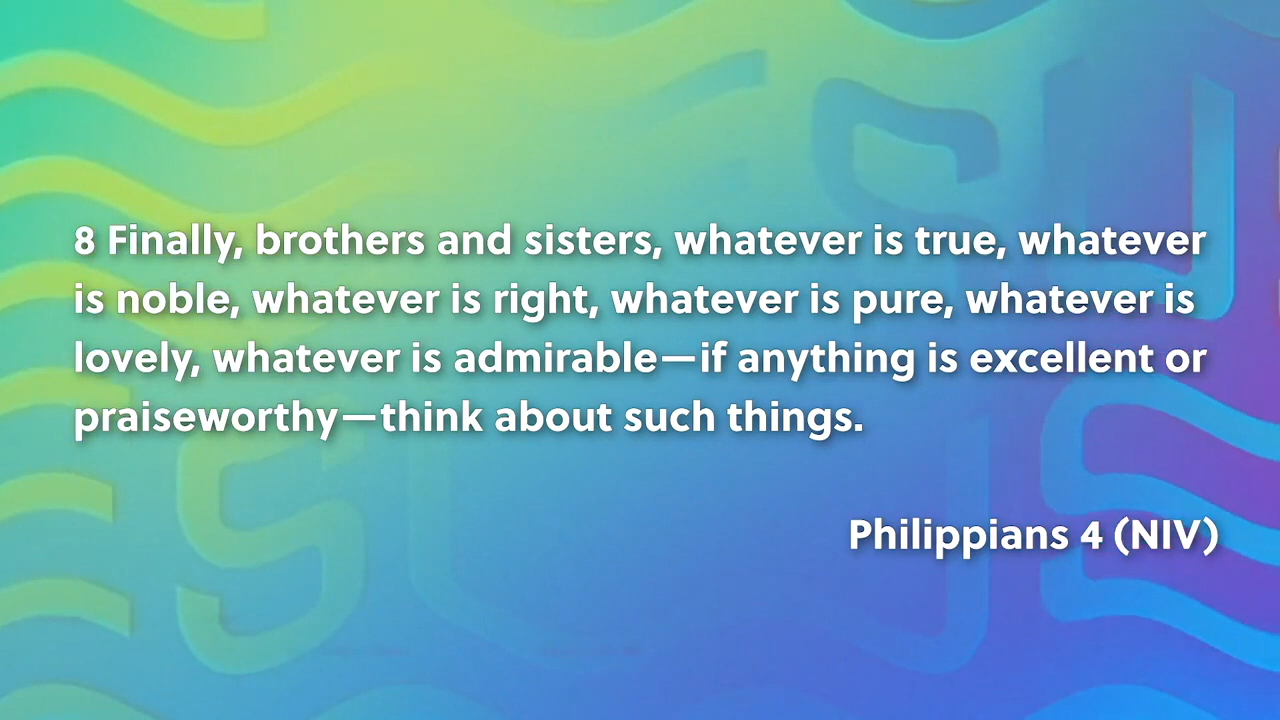 8 Finally, brothers and sisters, whatever is true, whatever
is noble, whatever is right, whatever is pure, whatever is
lovely, whatever is admirable—if anything is excellent or
praiseworthy—think about such things.
Philippians 4 (NIV)